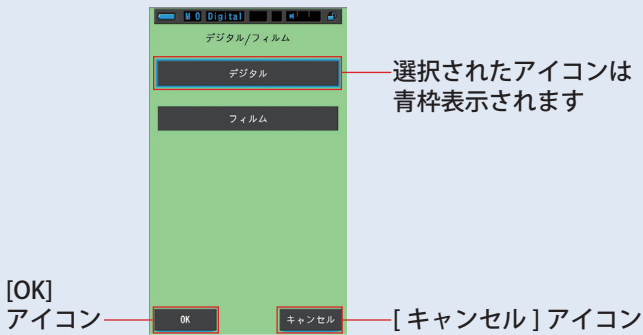 M 0 Digital
デジタル/フィルム
デジタル
選択されたアイコンは
青枠表示されます
フィルム
[OK]
アイコン
OK
キャンセル
[ キャンセル ] アイコン